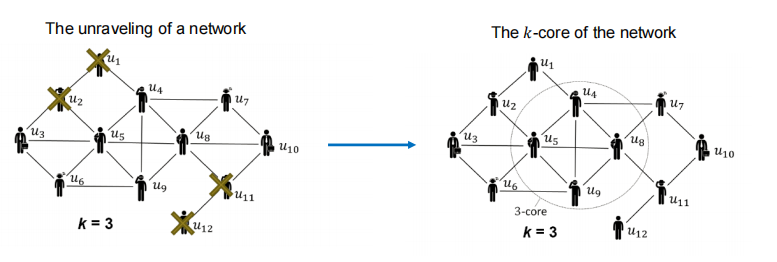 The unraveling of a network
u1
u2
u4
u7
u3
u5
u8
u10
u6
u9
u11
u12
k = 3
The k-core of the network
u1
u4
u2
u7
u3
u5
u8
u10
u6
u9
u11
3-core
u12
k = 3